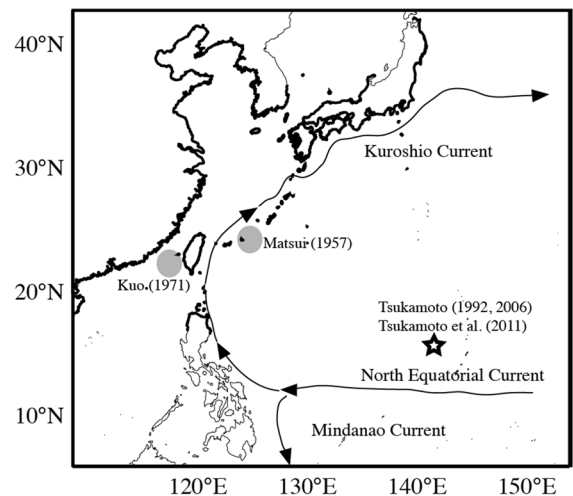 40°N
Kuroshio Current
30°N
Matsui (1957)
Kuo (1971)
20°N
Tsukamoto (1992, 2006)
Tsukamoto et al. (2011)
North Equatorial Current
10°N
Mindanao Current
120°E 130°E 140°E 150°E